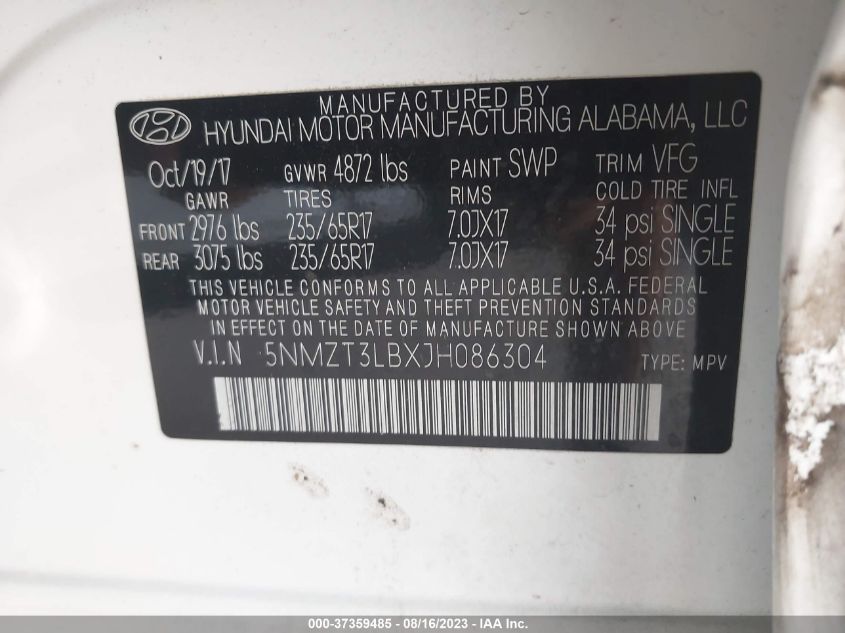 MANUFACTURED BY
HYUNDAI MOTOR MANUFACTURING ALABAMA, LLC
Oct/19/17 GVWR 4872 lbs PAINT SWP TRIM VFG
GAWR TIRES RIMS COLD TIRE INFL
FRONT 2976 lbs 235/65R17 7.0JX17 34 psi SINGLE
REAR 3075 lbs 235/65R17 7.0JX17 34 psi SINGLE
THIS VEHICLE CONFORMS TO ALL APPLICABLE U.S.A. FEDERAL
MOTOR VEHICLE SAFETY AND THEFT PREVENTION STANDARDS
IN EFFECT ON THE DATE OF MANUFACTURE SHOWN ABOVE
V.I.N 5NMZT3LBXJH086304 TYPE: MPV
000-37359485 - 08/16/2023 - IAA Inc.